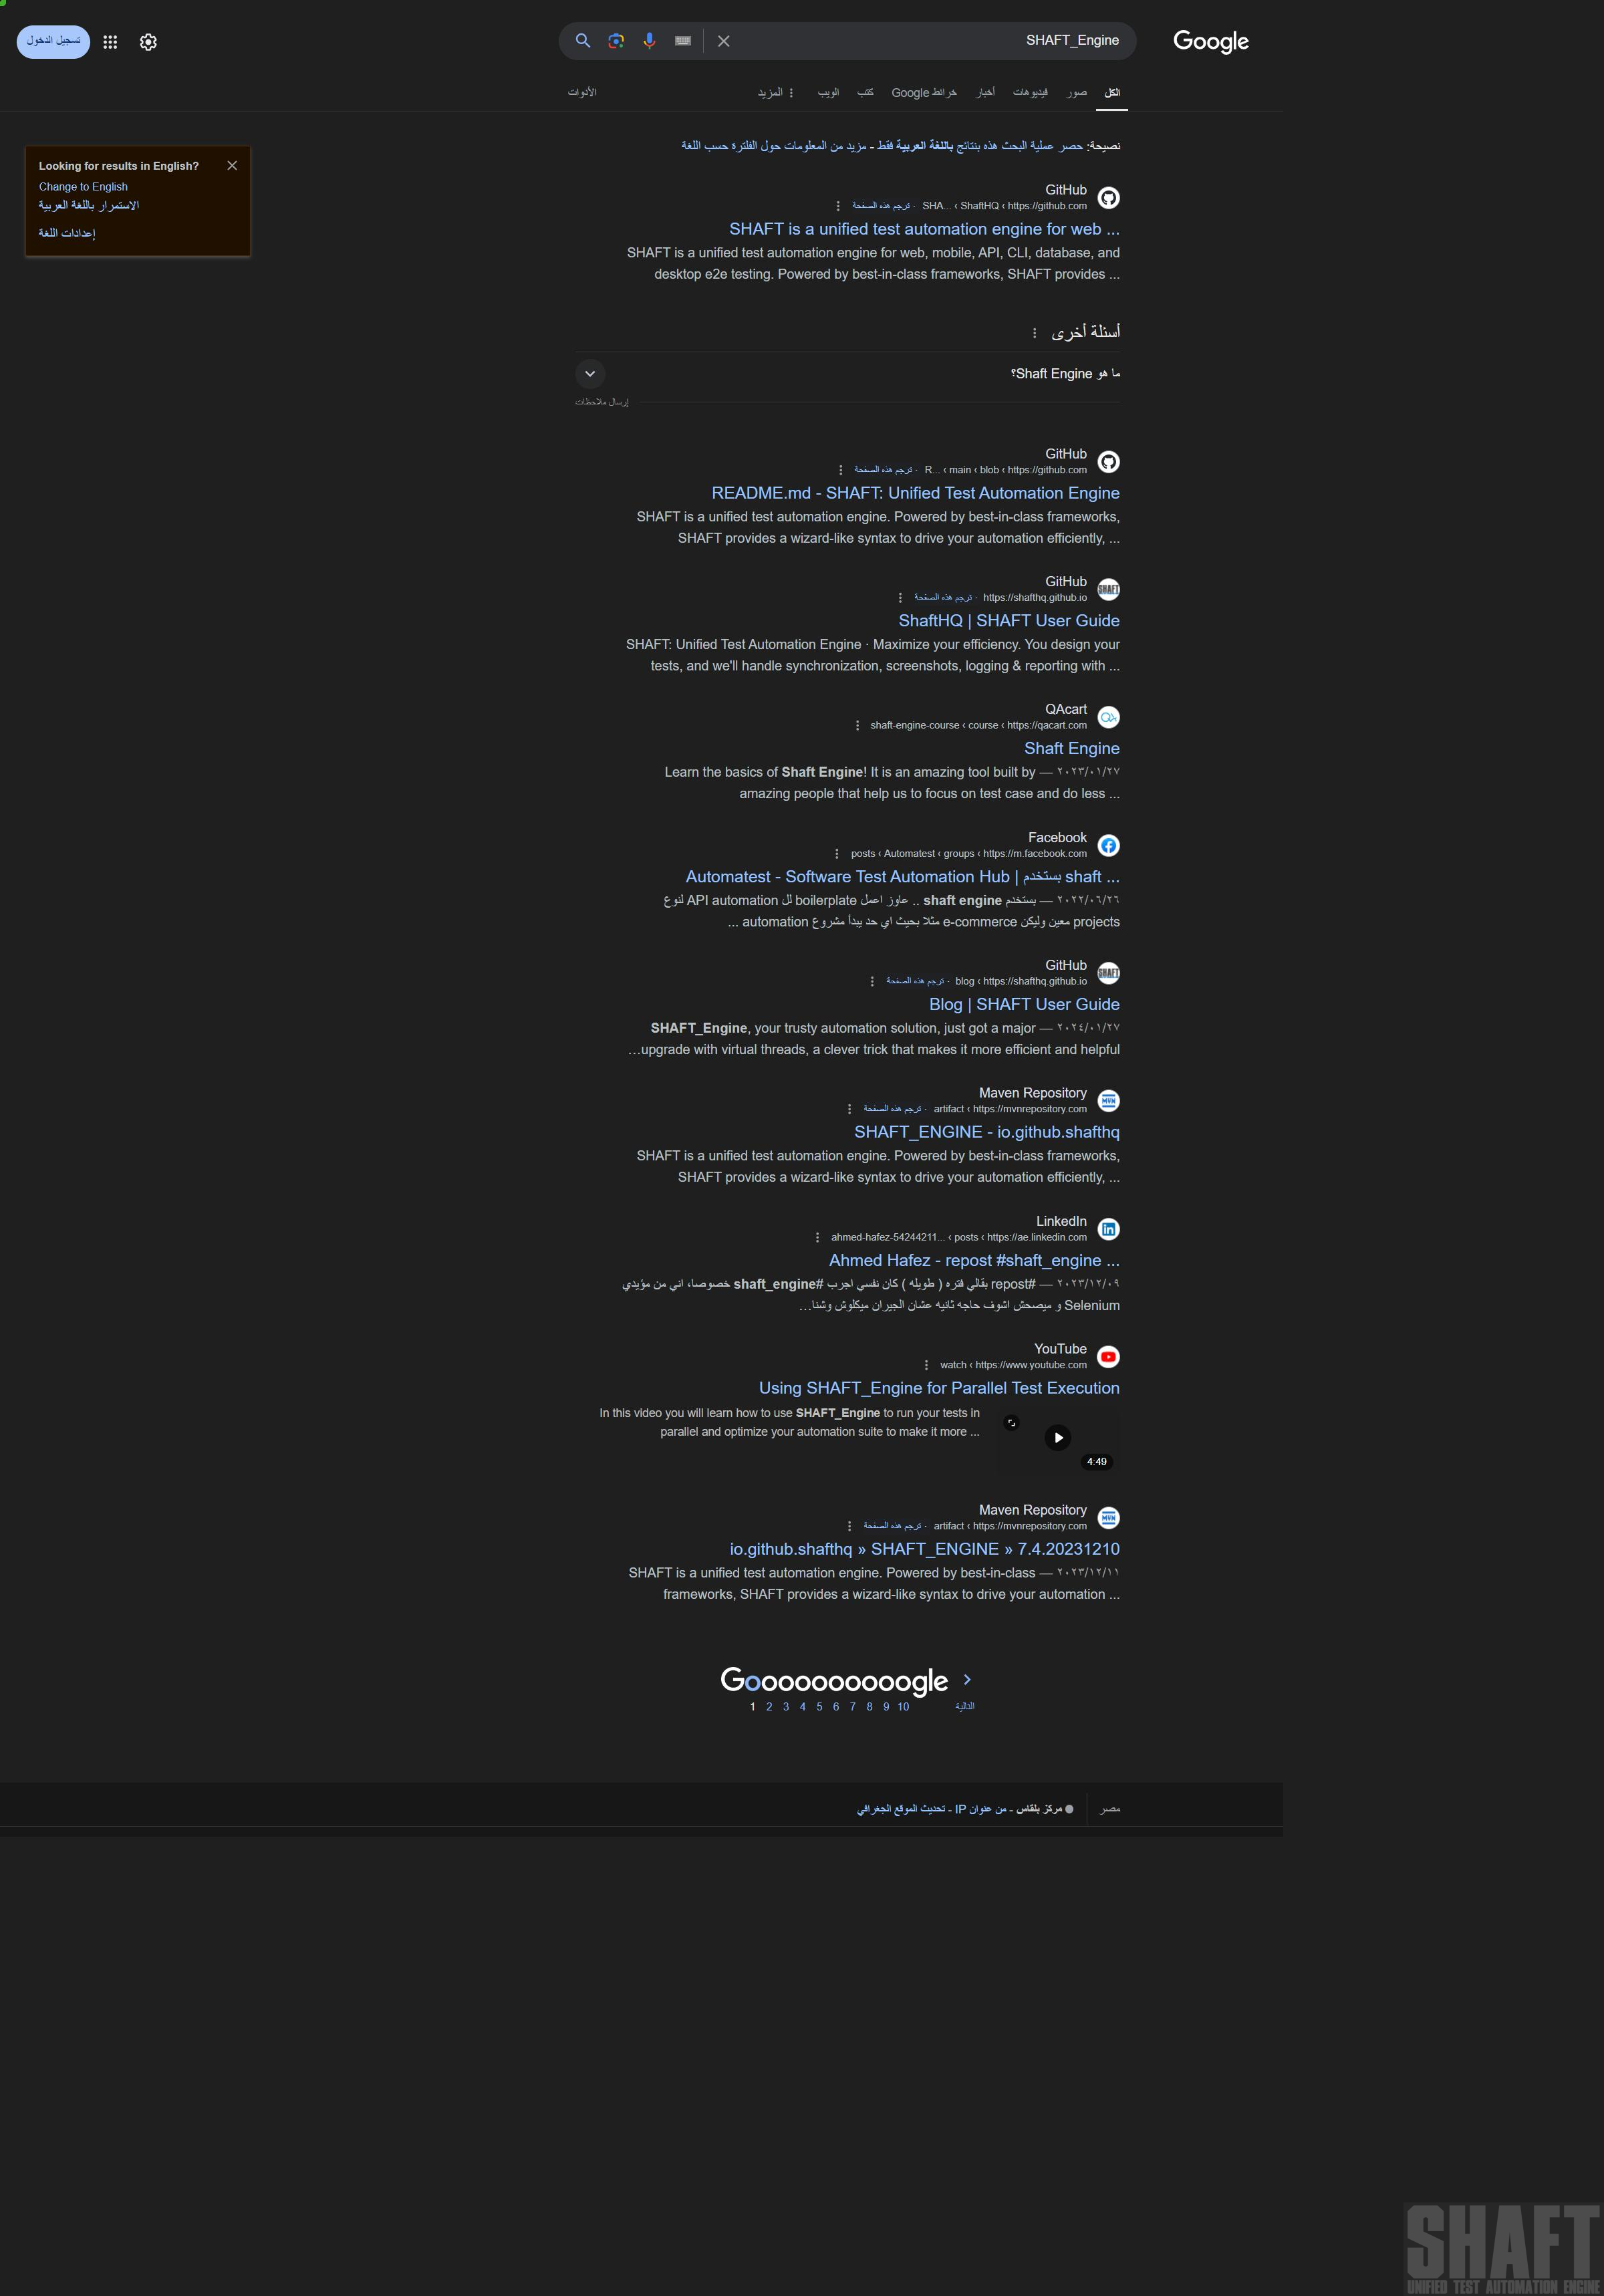 Google
SHAFT_Engine
تسجيل الدخول
الكل
صور
فيديوهات
أخبار
خرائط Google
كتب
الويب
المزيد
الأدوات
نصيحة: حصر عملية البحث هذه بنتائج باللغة العربية فقط - مزيد من المعلومات حول الفلترة حسب اللغة
Looking for results in English?
Change to English
الاستمرار باللغة العربية
إعدادات اللغة
GitHub
https://github.com › ShaftHQ › SHA... · ترجم هذه الصفحة
SHAFT is a unified test automation engine for web ...
SHAFT is a unified test automation engine for web, mobile, API, CLI, database, and
desktop e2e testing. Powered by best-in-class frameworks, SHAFT provides ...
أسئلة أخرى
ما هو Shaft Engine؟
إرسال ملاحظات
GitHub
https://github.com › blob › main › R... · ترجم هذه الصفحة
README.md - SHAFT: Unified Test Automation Engine
SHAFT is a unified test automation engine. Powered by best-in-class frameworks,
SHAFT provides a wizard-like syntax to drive your automation efficiently, ...
GitHub
https://shafthq.github.io · ترجم هذه الصفحة
ShaftHQ | SHAFT User Guide
SHAFT: Unified Test Automation Engine · Maximize your efficiency. You design your
tests, and we'll handle synchronization, screenshots, logging & reporting with ...
QAcart
https://qacart.com › course › shaft-engine-course
Shaft Engine
٢٠٢٣/٠١/٢٧ — Learn the basics of Shaft Engine! It is an amazing tool built by
amazing people that help us to focus on test case and do less ...
Facebook
https://m.facebook.com › groups › Automatest › posts
Automatest - Software Test Automation Hub | بستخدم shaft ...
٢٠٢٢/٠٦/٢٦ — بستخدم shaft engine .. عاوز اعمل boilerplate لل API automation لنوع
projects معين وليكن e-commerce مثلا بحيث اي حد يبدأ مشروع automation ...
GitHub
https://shafthq.github.io › blog · ترجم هذه الصفحة
Blog | SHAFT User Guide
٢٠٢٤/٠١/٢٧ — SHAFT_Engine, your trusty automation solution, just got a major
upgrade with virtual threads, a clever trick that makes it more efficient and helpful...
Maven Repository
https://mvnrepository.com › artifact · ترجم هذه الصفحة
SHAFT_ENGINE - io.github.shafthq
SHAFT is a unified test automation engine. Powered by best-in-class frameworks,
SHAFT provides a wizard-like syntax to drive your automation efficiently, ...
LinkedIn
https://ae.linkedin.com › posts › ahmed-hafez-54244211...
Ahmed Hafez - repost #shaft_engine ...
٢٠٢٣/١٢/٠٩ — #repost بقالي فتره ( طويله ) كان نفسي اجرب #shaft_engine خصوصا، اني من مؤيدي
Selenium و ميصحش اشوف حاجه ثانيه عشان الجيران ميكلوش وشنا...
YouTube
https://www.youtube.com › watch
Using SHAFT_Engine for Parallel Test Execution
In this video you will learn how to use SHAFT_Engine to run your tests in
parallel and optimize your automation suite to make it more ...
4:49
Maven Repository
https://mvnrepository.com › artifact · ترجم هذه الصفحة
io.github.shafthq » SHAFT_ENGINE » 7.4.20231210
٢٠٢٣/١٢/١١ — SHAFT is a unified test automation engine. Powered by best-in-class
frameworks, SHAFT provides a wizard-like syntax to drive your automation ...
Goooooooooogle
1 2 3 4 5 6 7 8 9 10 التالية
مصر
مركز بلقاس - من عنوان IP - تحديث الموقع الجغرافي
SHAFT
UNIFIED TEST AUTOMATION ENGINE